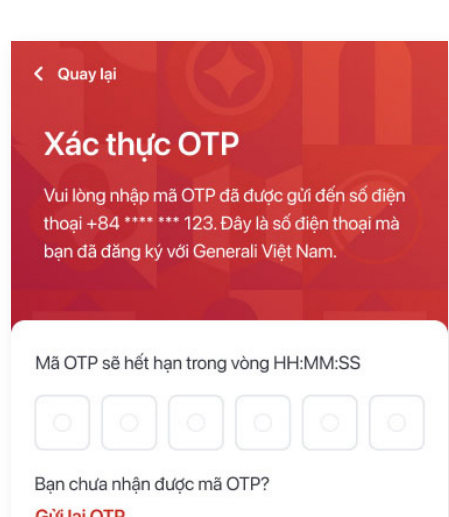 Quay lại
Xác thực OTP
Vui lòng nhập mã OTP đã được gửi đến số điện
thoại +84 **** *** 123. Đây là số điện thoại mà
bạn đã đăng ký với Generali Việt Nam.
Mã OTP sẽ hết hạn trong vòng HH:MM:SS
Bạn chưa nhận được mã OTP?
Gửi lại OTP